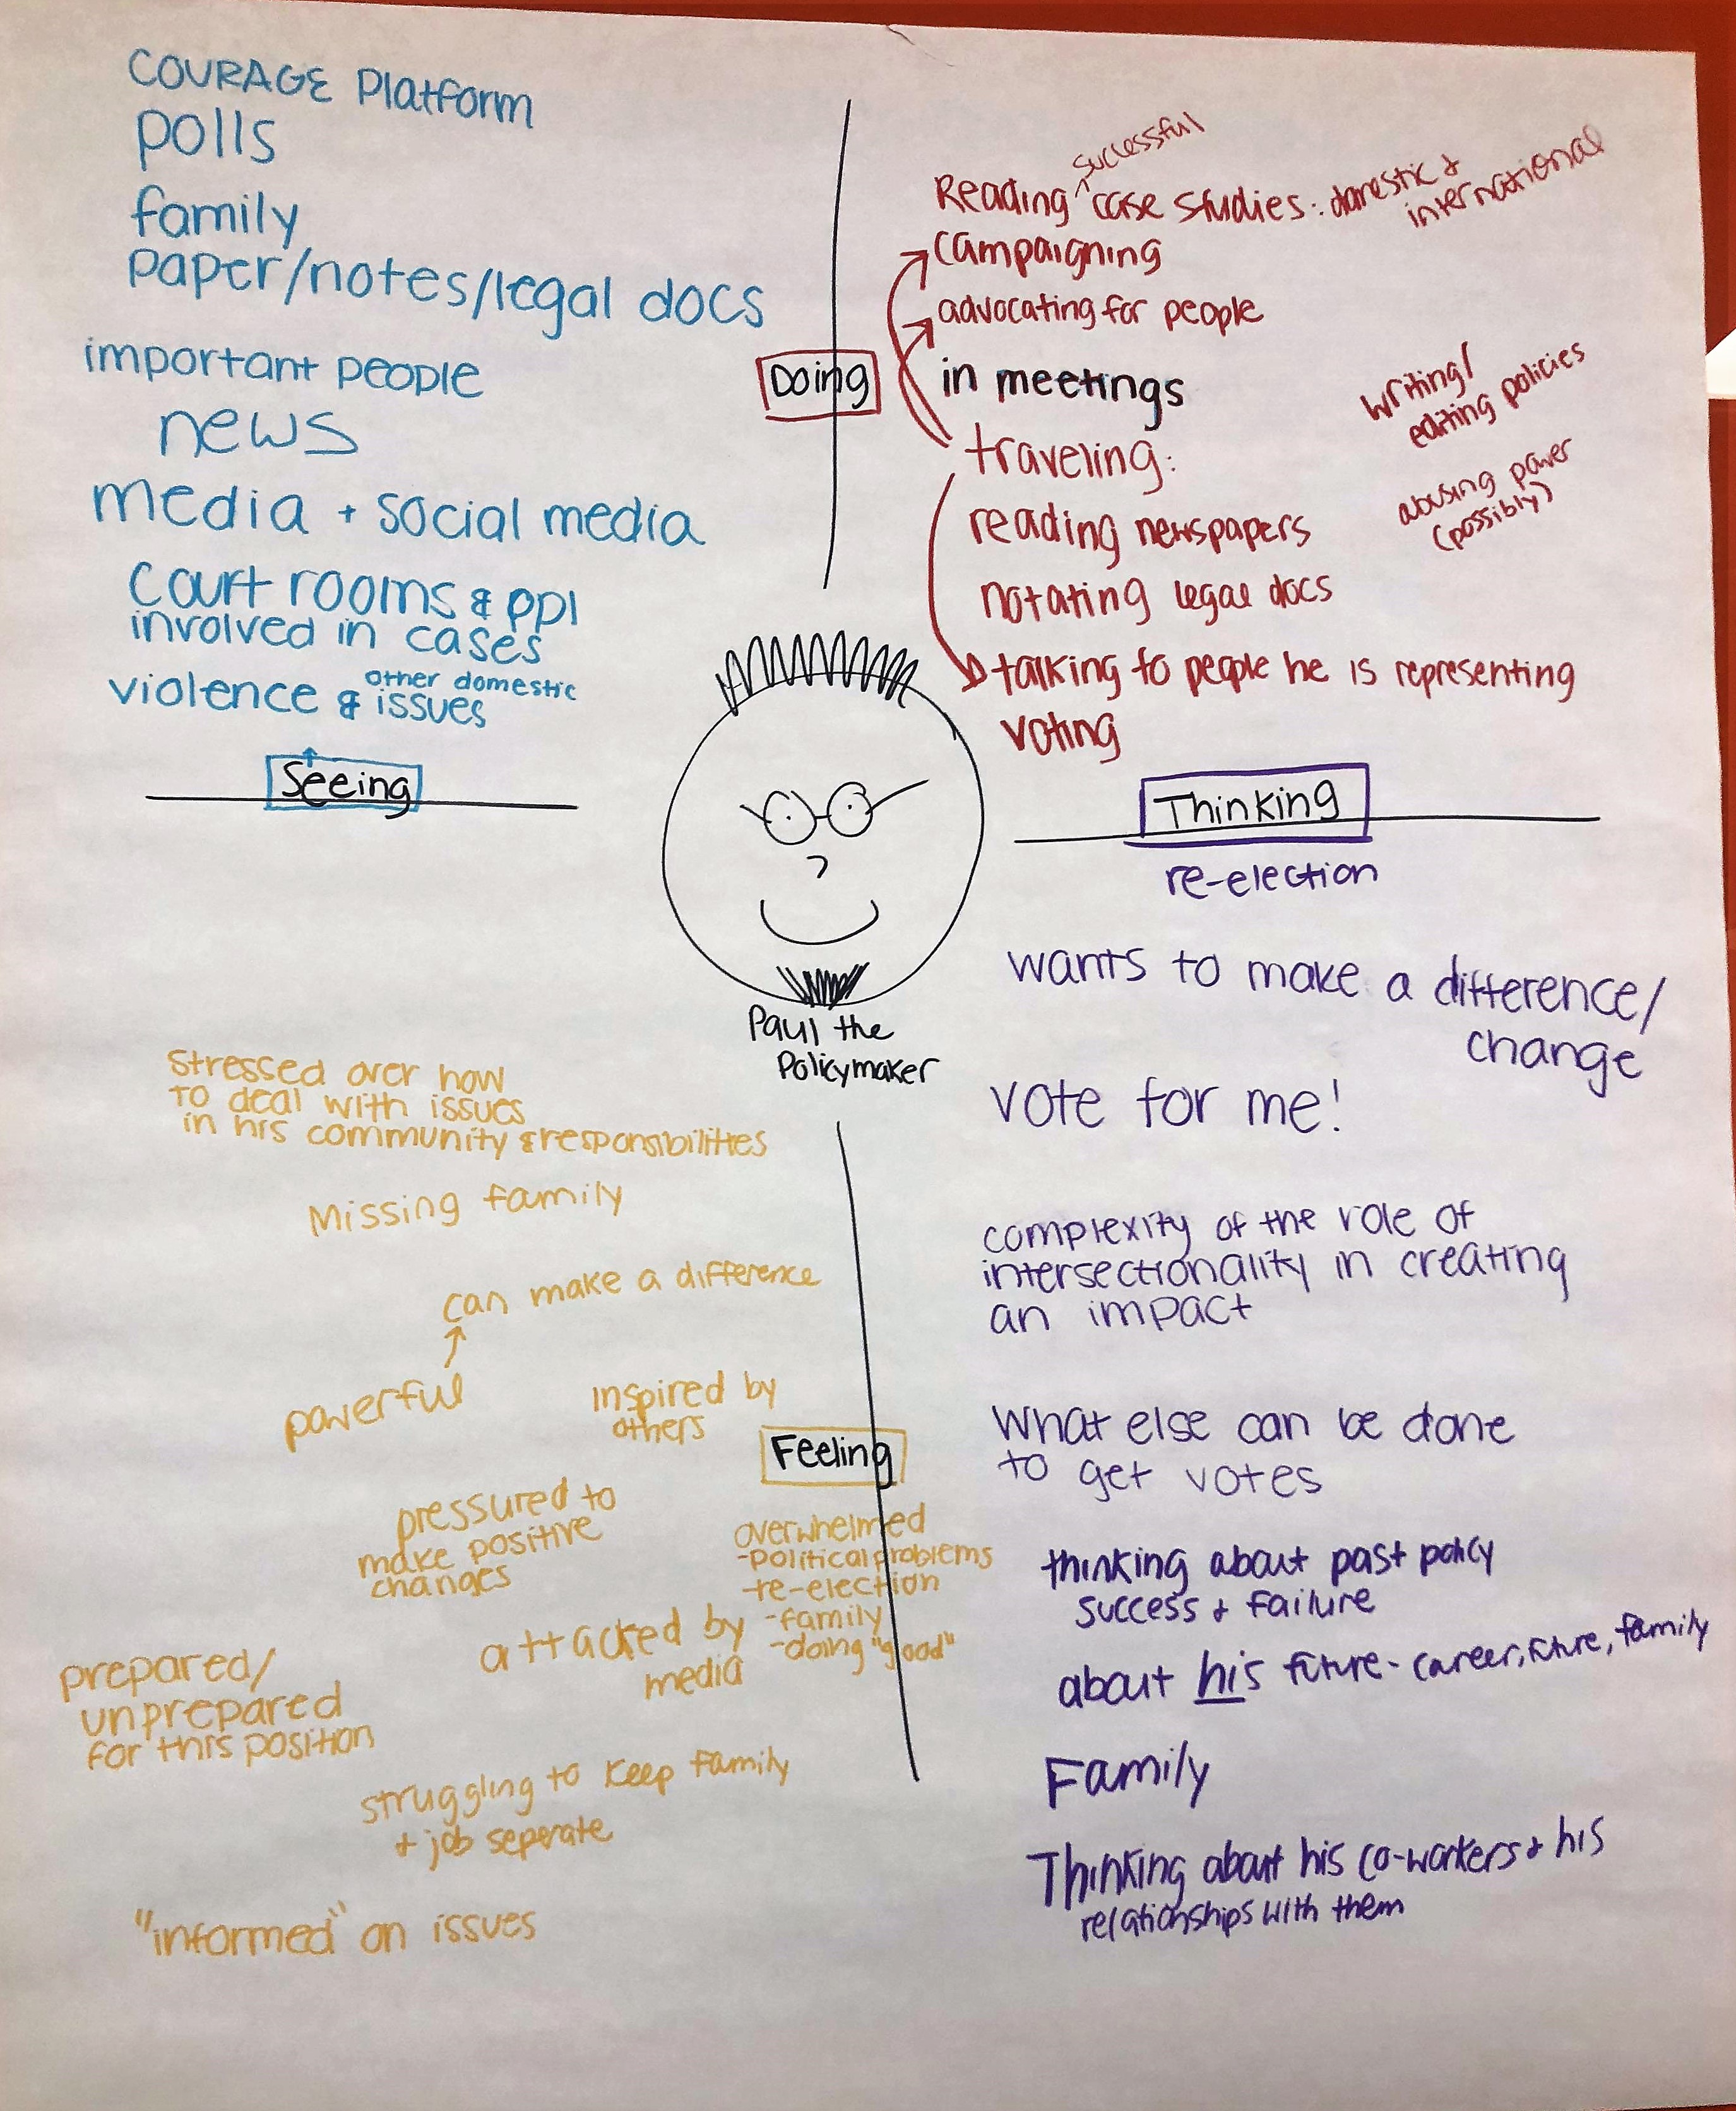 COURAGE Platform
polls
family
paper/notes/legal docs
important people
news
media + social media
court rooms & ppl
involved in cases
violence & other domestic
issues
Seeing
Doing
Reading successful case studies: domestic &
international
campaigning
advocating for people
in meetings
traveling:
reading newspapers
notating legal docs
talking to people he is representing
voting
writing/
editing policies
abusing power
(possibly)
Paul the
Policymaker
Thinking
re-election
wants to make a difference/
change
vote for me!
complexity of the role of
intersectionality in creating
an impact
What else can be done
to get votes
thinking about past policy
success & failure
about his future - career, future, family
Family
Thinking about his co-workers & his
relationships with them
Stressed over how
to deal with issues
in his community & responsibilities
Missing family
can make a difference
powerful
inspired by
others
Feeling
pressured to
make positive
changes
overwhelmed
-political problems
-re-election
-family
-doing "good"
attacked by
media
prepared/
unprepared
for this position
struggling to keep family
+ job seperate
"informed" on issues